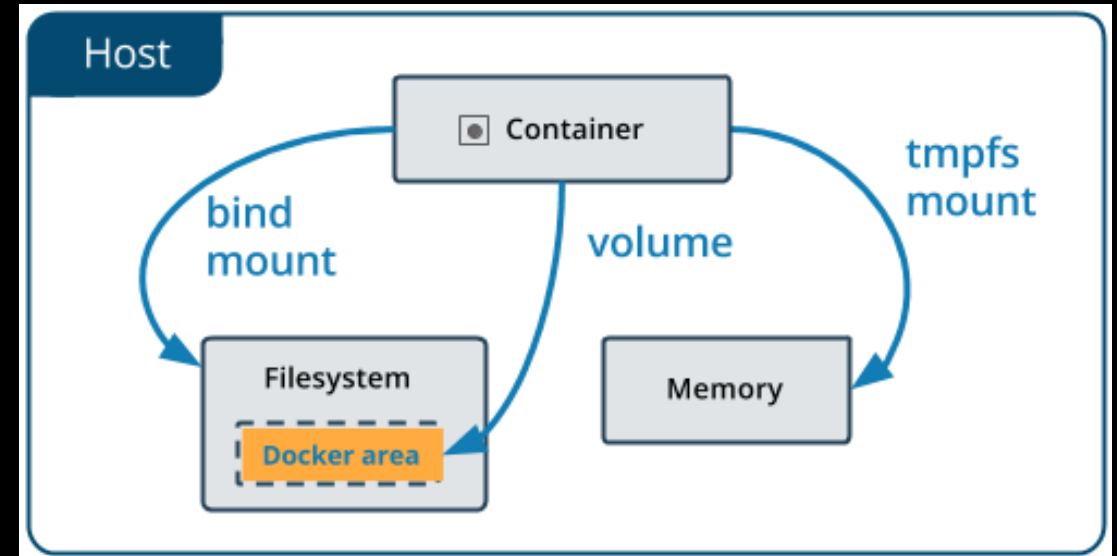 Host
Container
tmpfs
mount
bind
mount
volume
Filesystem
Memory
Docker area